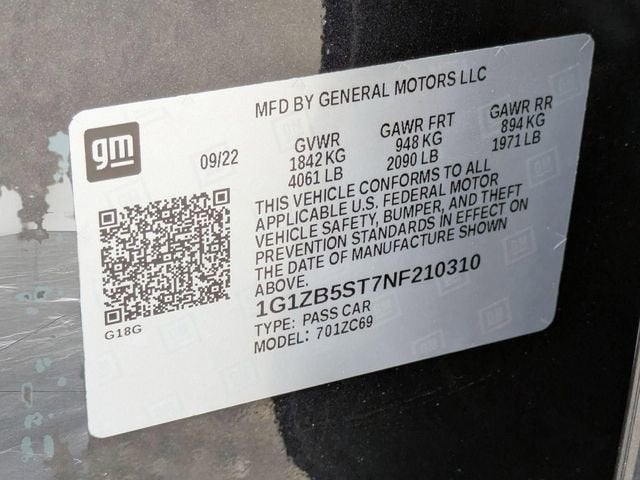 MFD BY GENERAL MOTORS LLC
gm
09/22
GVWR
1842 KG
4061 LB
GAWR FRT
948 KG
2090 LB
GAWR RR
894 KG
1971 LB
THIS VEHICLE CONFORMS TO ALL
APPLICABLE U.S. FEDERAL MOTOR
VEHICLE SAFETY, BUMPER, AND THEFT
PREVENTION STANDARDS IN EFFECT ON
THE DATE OF MANUFACTURE SHOWN
ABOVE.
1G1ZB5ST7NF210310
TYPE: PASS CAR
MODEL: 701ZC69
G18G